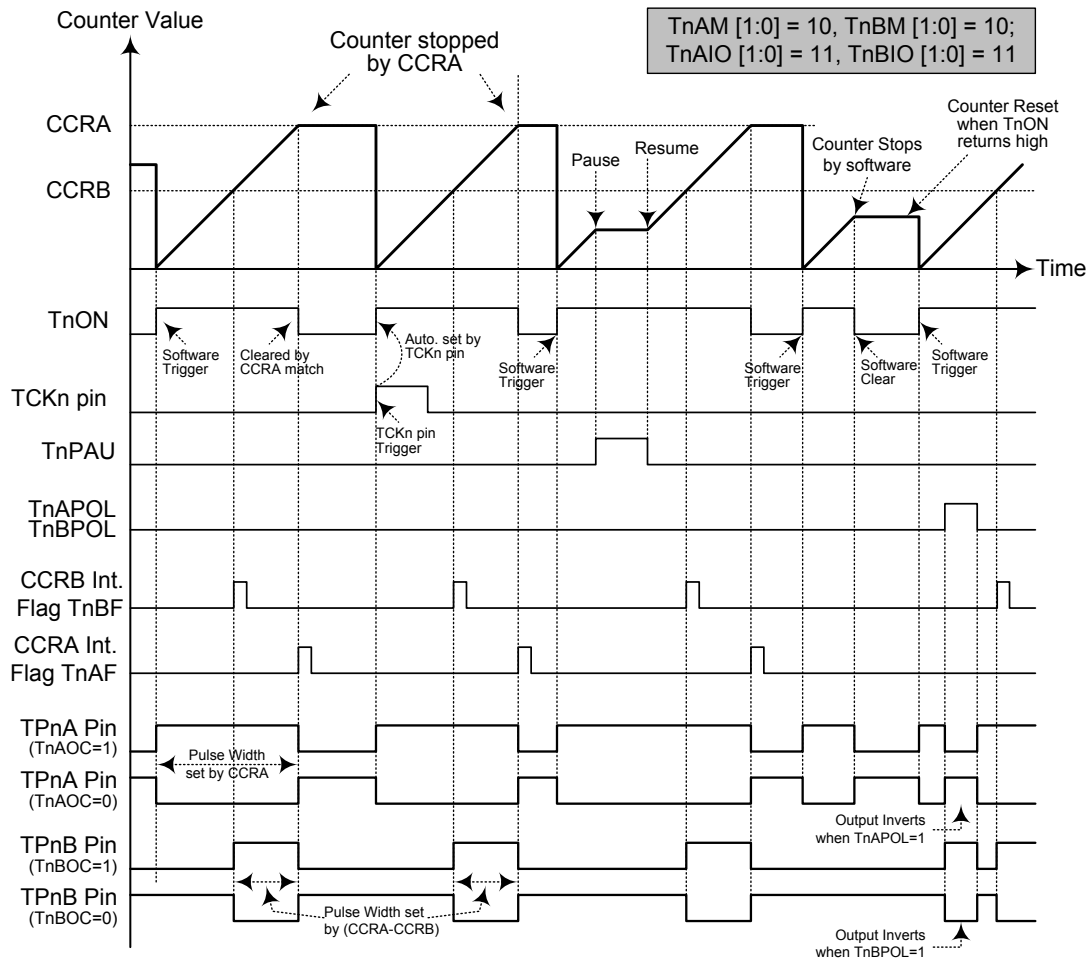 Counter Value
TnAM [1:0] = 10, TnBM [1:0] = 10;
TnAIO [1:0] = 11, TnBIO [1:0] = 11
Counter stopped
by CCRA
Counter Reset
when TnON
returns high
CCRA
Pause
Resume
Counter Stops
by software
CCRB
Time
TnON
Software
Trigger
Cleared by
CCRA match
Auto. set by
TCKn pin
Software
Trigger
Software
Trigger
Software
Clear
Software
Trigger
TCKn pin
TCKn pin
Trigger
TnPAU
TnAPOL
TnBPOL
CCRB Int.
Flag TnBF
CCRA Int.
Flag TnAF
TPnA Pin
(TnAOC=1)
Pulse Width
set by CCRA
TPnA Pin
(TnAOC=0)
Output Inverts
when TnAPOL=1
TPnB Pin
(TnBOC=1)
TPnB Pin
(TnBOC=0)
Pulse Width set
by (CCRA-CCRB)
Output Inverts
when TnBPOL=1